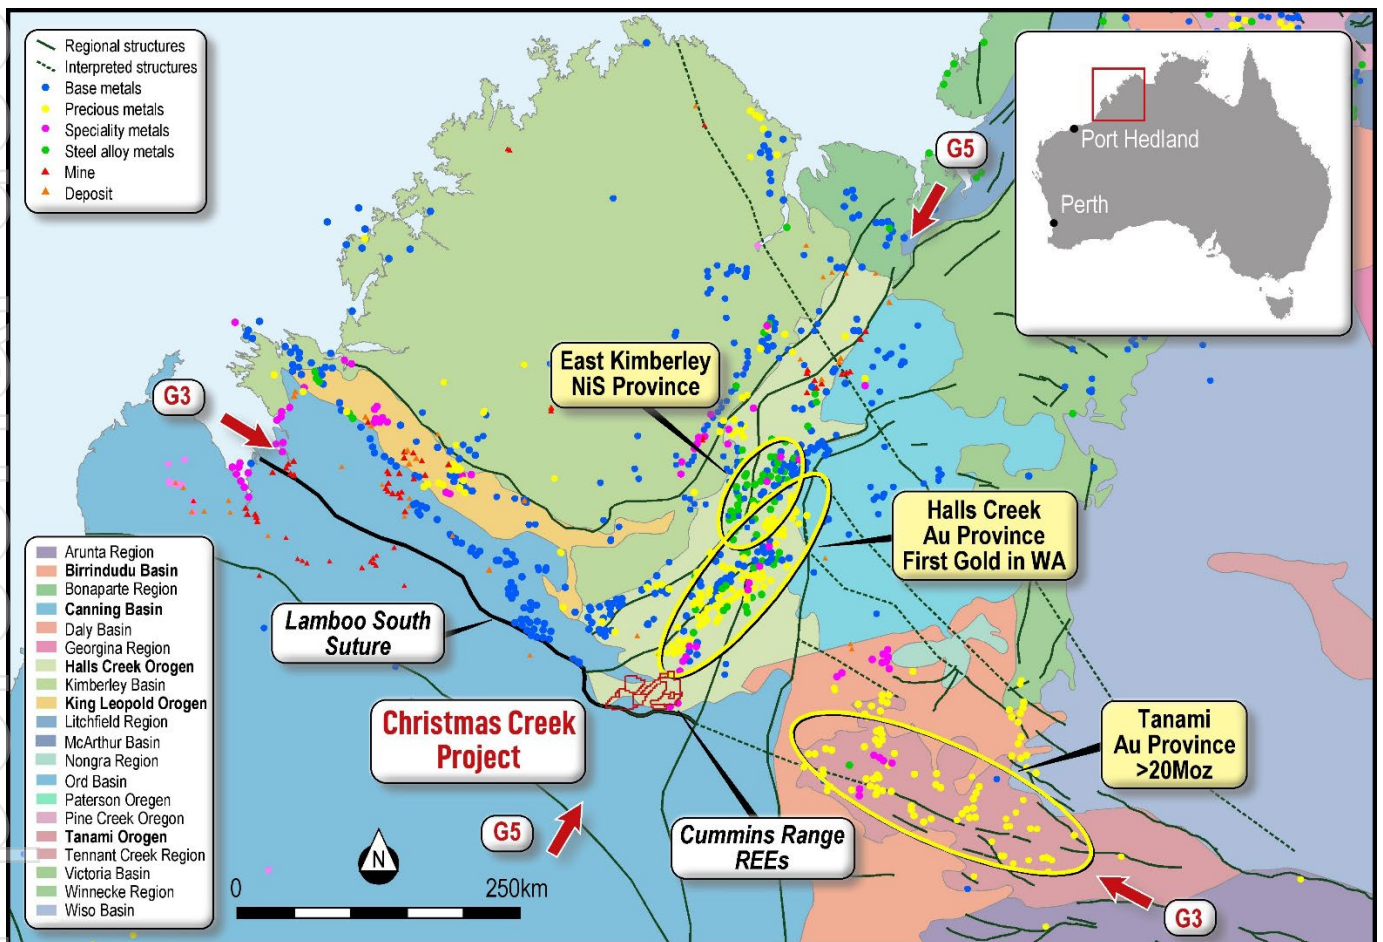 Regional structures
Interpreted structures
Base metals
Precious metals
Speciality metals
Steel alloy metals
Mine
Deposit
Port Hedland
Perth
G5
East Kimberley
NiS Province
G3
Halls Creek
Au Province
First Gold in WA
Lamboo South
Suture
Christmas Creek
Project
Tanami
Au Province
>20Moz
Cummins Range
REEs
G5
G3
N
0
250km
Arunta Region
Birrindudu Basin
Bonaparte Region
Canning Basin
Daly Basin
Georgina Region
Halls Creek Orogen
Kimberley Basin
King Leopold Orogen
Litchfield Region
McArthur Basin
Nongra Region
Ord Basin
Paterson Oregen
Pine Creek Oregon
Tanami Orogen
Tennant Creek Region
Victoria Basin
Winnecke Region
Wiso Basin